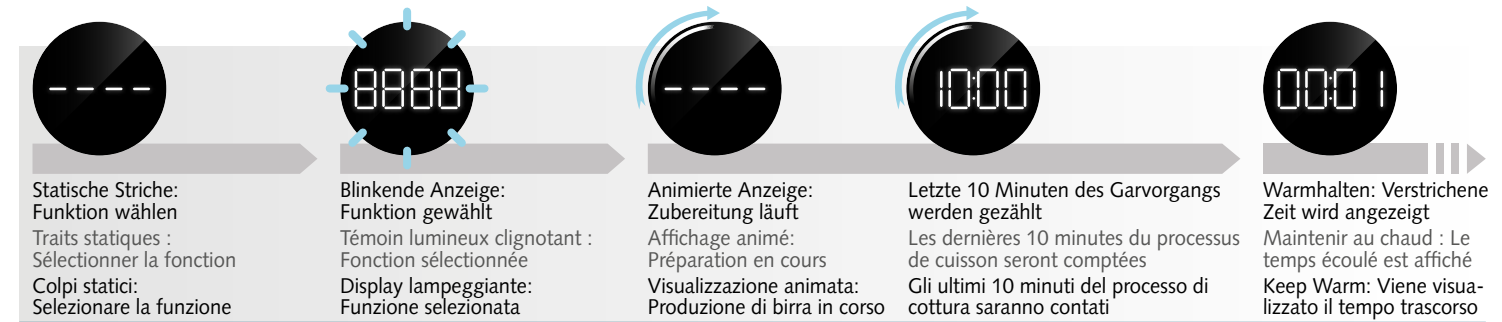 ----
Statische Striche:
Funktion wählen
Traits statiques :
Sélectionner la fonction
Colpi statici:
Selezionare la funzione
8888
Blinkende Anzeige:
Funktion gewählt
Témoin lumineux clignotant :
Fonction sélectionnée
Display lampeggiante:
Funzione selezionata
----
Animierte Anzeige:
Zubereitung läuft
Affichage animé:
Préparation en cours
Visualizzazione animata:
Produzione di birra in corso
10:00
Letzte 10 Minuten des Garvorgangs
werden gezählt
Les dernières 10 minutes du processus
de cuisson seront comptées
Gli ultimi 10 minuti del processo di
cottura saranno contati
00:01
Warmhalten: Verstrichene
Zeit wird angezeigt
Maintenir au chaud : Le
temps écoulé est affiché
Keep Warm: Viene visua-
lizzato il tempo trascorso